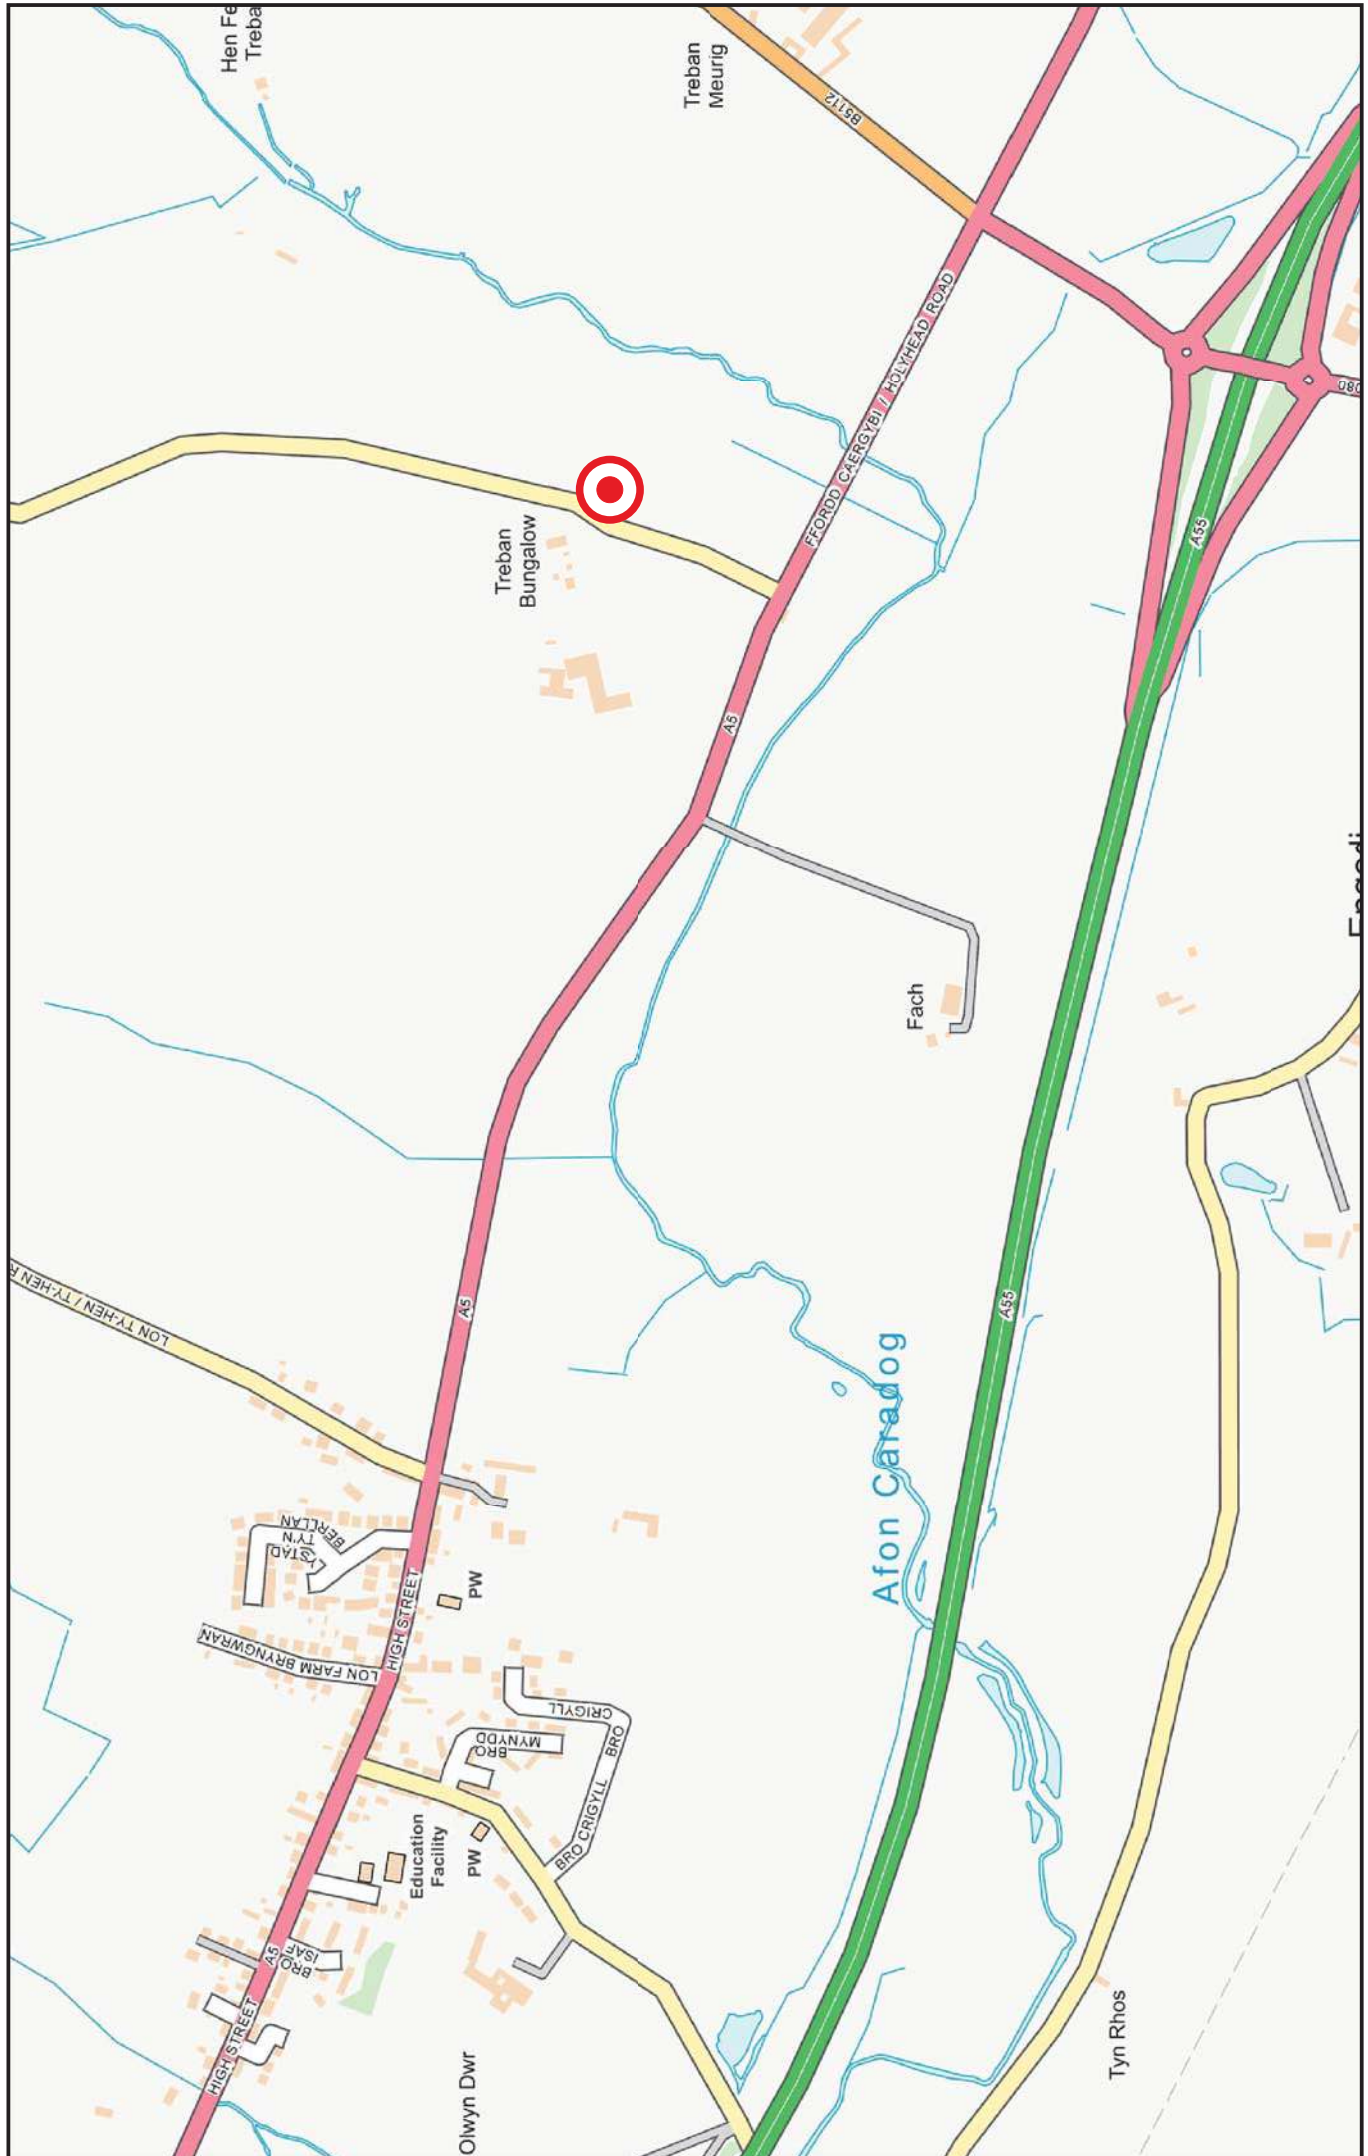 Hen Fe
Treba
Treban
Meurig
B5112
FFORDD CAERGYBI / HOLYHEAD ROAD
080
A55
Treban
Bungalow
A5
Fach
LON TY-HEN / TY-HEN R
A5
A55
Afon Caradog
YSTAD
TY'N
BERLLAN
HIGH STREET
PW
LON FARM BRYNGWRAN
BRO
MYNYDD
BRO
CRIGYLL
BRO CRIGYLL
Education
Facility
PW
A5
BRO
ISAF
HIGH STREET
Olwyn Dwr
Tyn Rhos